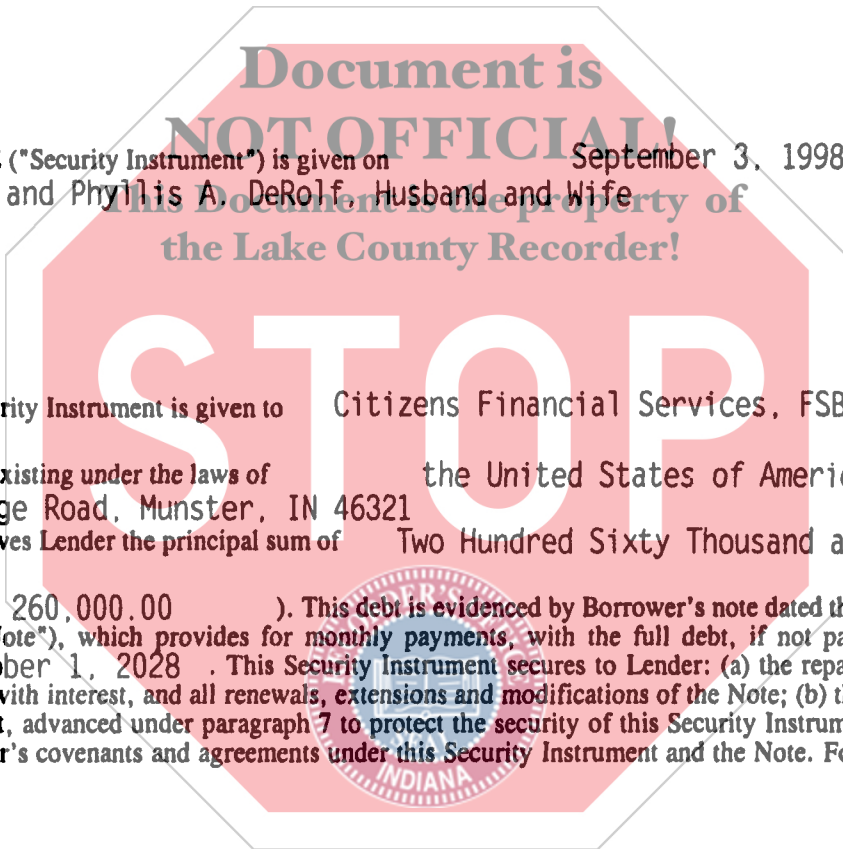 Document is
NOT OFFICIAL!
("Security Instrument") is given on September 3, 1998
and Phyllis A. DeRolf, Husband and Wife
This Document is the property of
the Lake County Recorder!
STOP
rity Instrument is given to Citizens Financial Services, FSB
xisting under the laws of the United States of Americ
ge Road, Munster, IN 46321
ves Lender the principal sum of Two Hundred Sixty Thousand a
260,000.00 ). This debt is evidenced by Borrower's note dated th
ote"), which provides for monthly payments, with the full debt, if not pa
ber 1, 2028 . This Security Instrument secures to Lender: (a) the repa
with interest, and all renewals, extensions and modifications of the Note; (b) th
t, advanced under paragraph 7 to protect the security of this Security Instrum
r's covenants and agreements under this Security Instrument and the Note. Fo
INDIANA